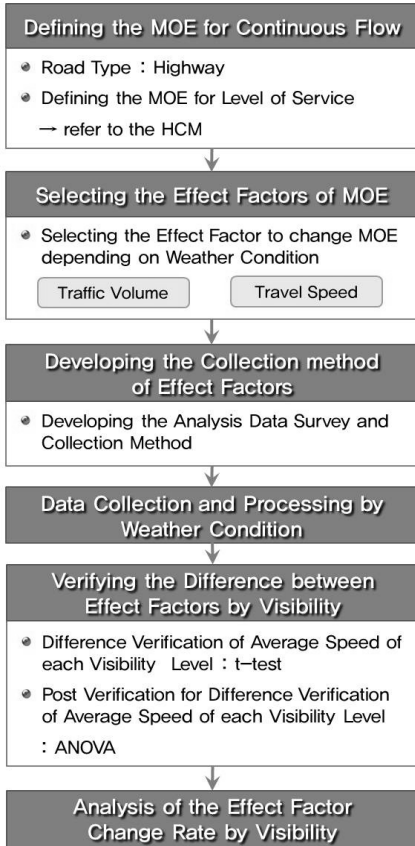 Defining the MOE for Continuous Flow
Road Type : Highway
Defining the MOE for Level of Service
→ refer to the HCM
Selecting the Effect Factors of MOE
Selecting the Effect Factor to change MOE
depending on Weather Condition
Traffic Volume
Travel Speed
Developing the Collection method
of Effect Factors
Developing the Analysis Data Survey and
Collection Method
Data Collection and Processing by
Weather Condition
Verifying the Difference between
Effect Factors by Visibility
Difference Verification of Average Speed of
each Visibility Level : t-test
Post Verification for Difference Verification
of Average Speed of each Visibility Level
: ANOVA
Analysis of the Effect Factor
Change Rate by Visibility